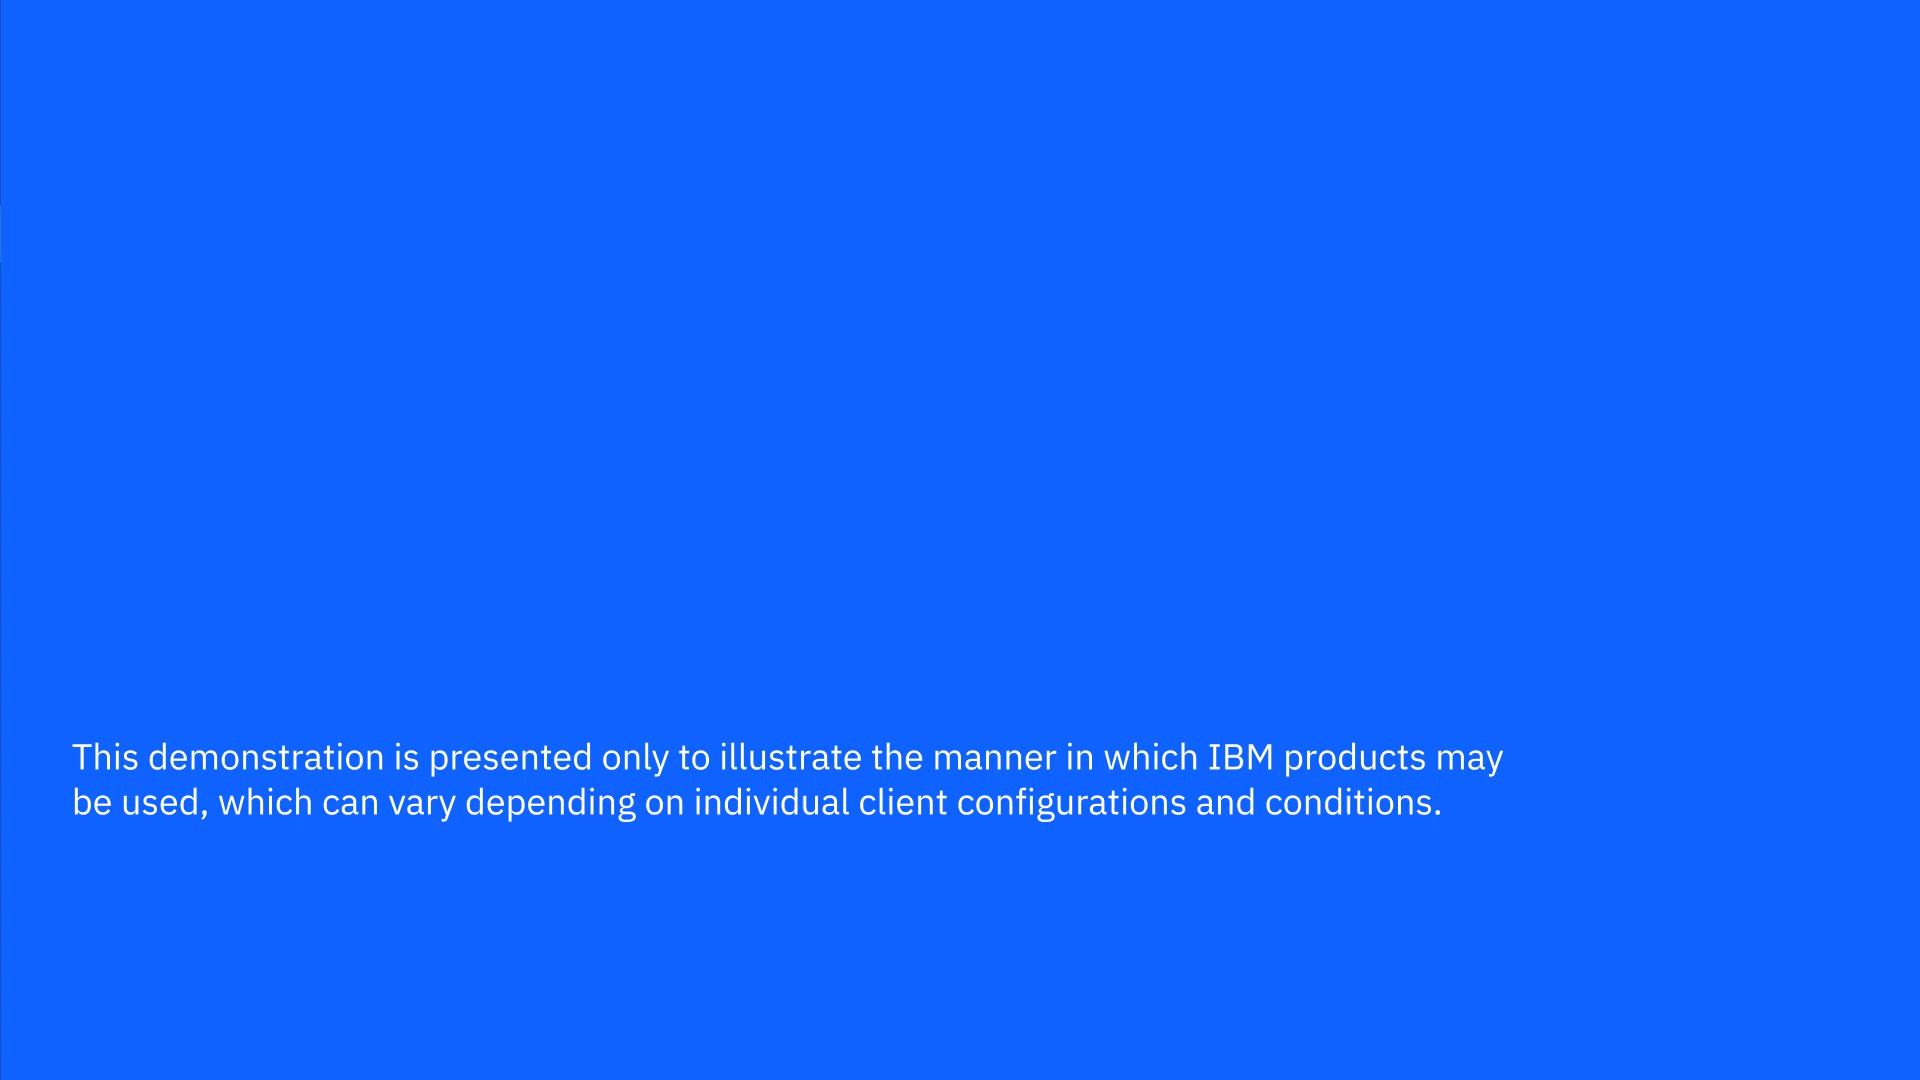 This demonstration is presented only to illustrate the manner in which IBM products may
be used, which can vary depending on individual client configurations and conditions.